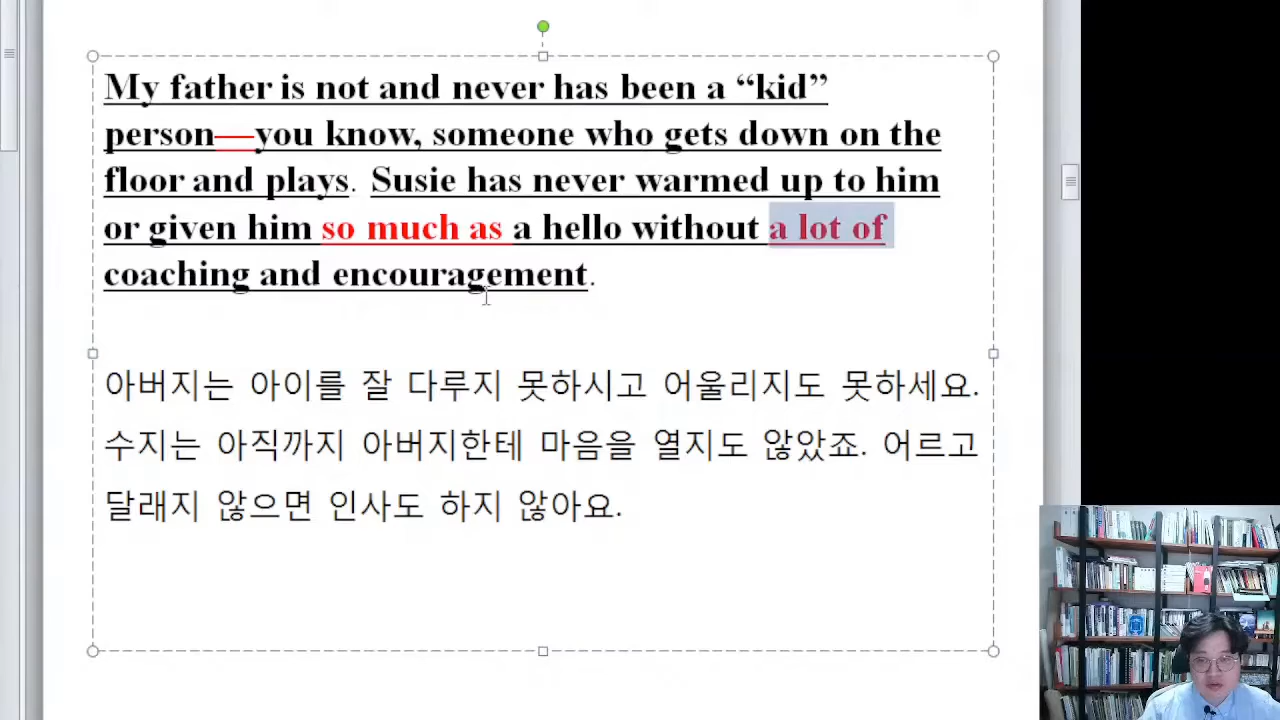 My father is not and never has been a “kid”
person—you know, someone who gets down on the
floor and plays. Susie has never warmed up to him
or given him so much as a hello without a lot of
coaching and encouragement.
아버지는 아이를 잘 다루지 못하시고 어울리지도 못하세요.
수지는 아직까지 아버지한테 마음을 열지도 않았죠. 어르고
달래지 않으면 인사도 하지 않아요.